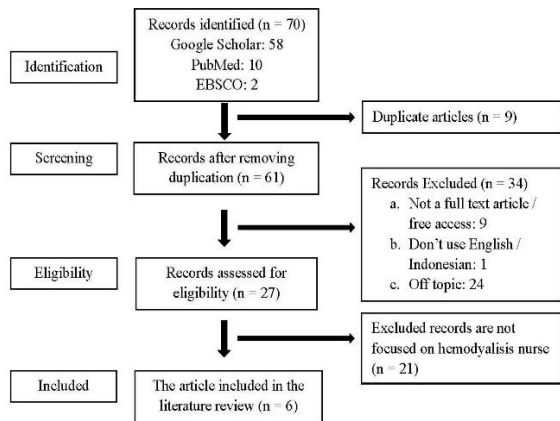 Records identified (n = 70)
Google Scholar: 58
PubMed: 10
EBSCO: 2
Identification
Duplicate articles (n = 9)
Screening
Records after removing
duplication (n = 61)
Records Excluded (n = 34)
a. Not a full text article /
free access: 9
b. Don't use English /
Indonesian: 1
c. Off topic: 24
Eligibility
Records assessed for
eligibility (n = 27)
Excluded records are not
focused on hemodyalisis nurse
(n = 21)
Included
The article included in the
literature review (n = 6)